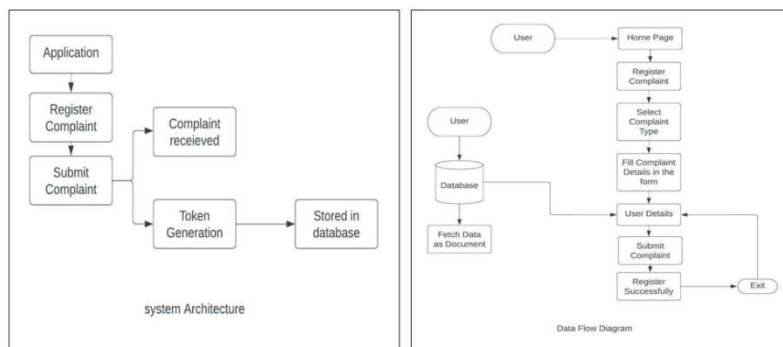 Application
Register
Complaint
Submit
Complaint
Complaint
receieved
Token
Generation
Stored in
database
system Architecture
User
Home Page
Register
Complaint
Select
Complaint
Type
Fill Complaint
Details in the
form
User
Database
Fetch Data
as Document
User Details
Submit
Complaint
Register
Successfully
Exit
Data Flow Diagram